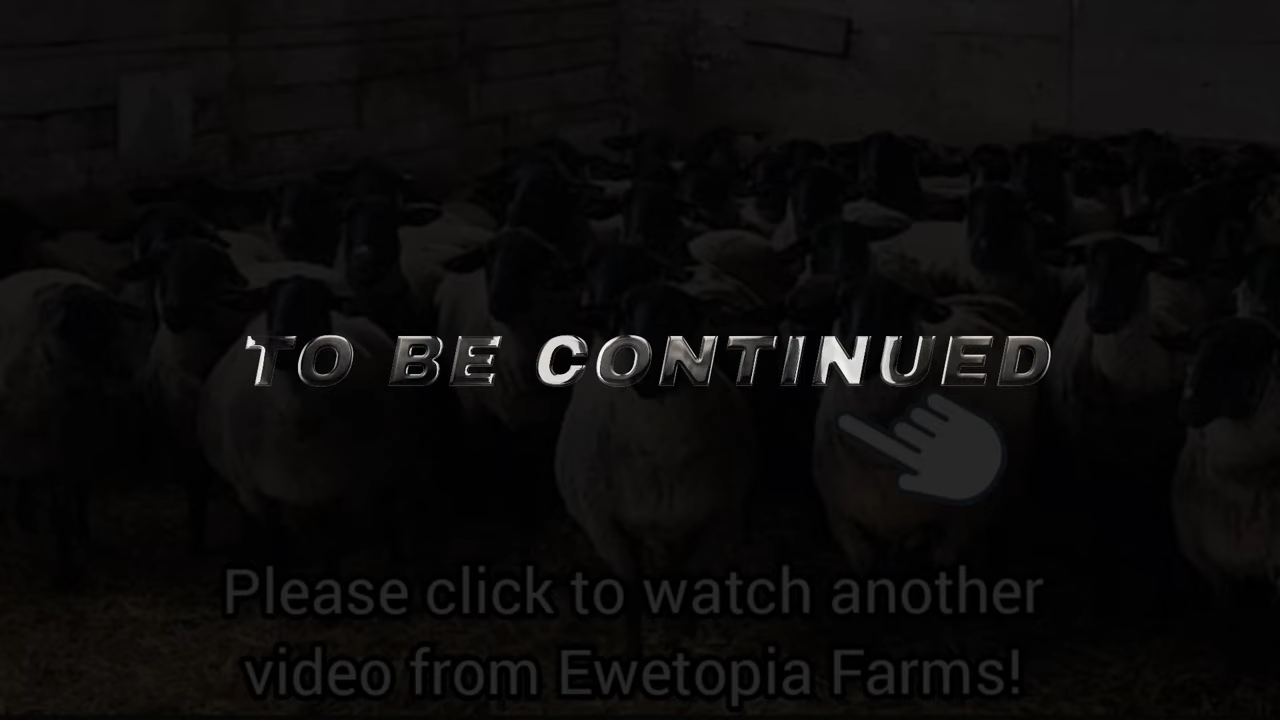 TO BE CONTINUED
Please click to watch another
video from Ewetopia Farms!